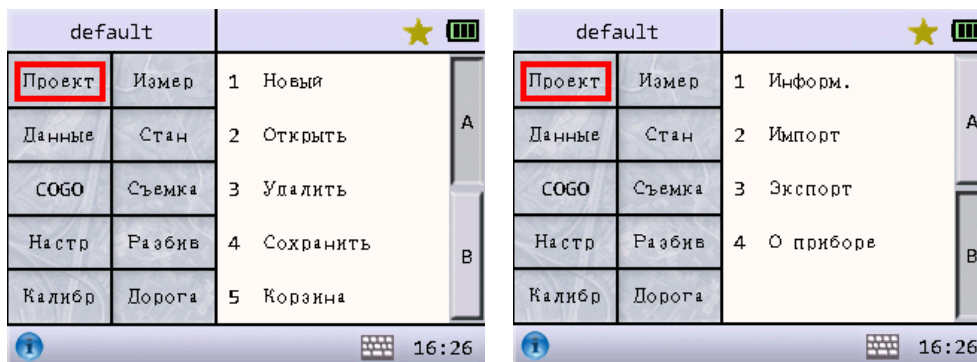 default
Проект Измер
Данные Стан
COGO Съемка
Настр Разбив
Калибр Дорога
1 Новый
2 Открыть
3 Удалить
4 Сохранить
5 Корзина
A
B
16:26
default
Проект Измер
Данные Стан
COGO Съемка
Настр Разбив
Калибр Дорога
1 Информ.
2 Импорт
3 Экспорт
4 О приборе
A
B
16:26